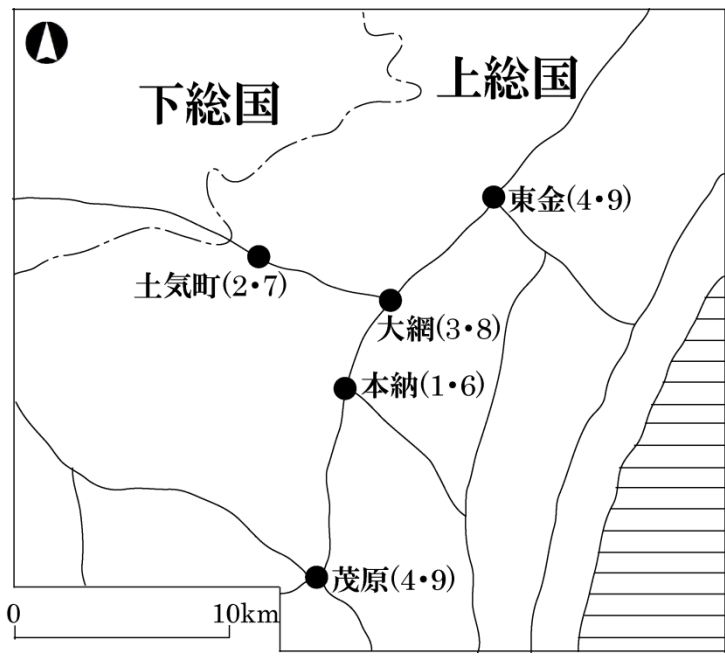 下総国
上総国
東金(4・9)
土気町(2・7)
大網(3・8)
本納(1・6)
茂原(4・9)
0 10km